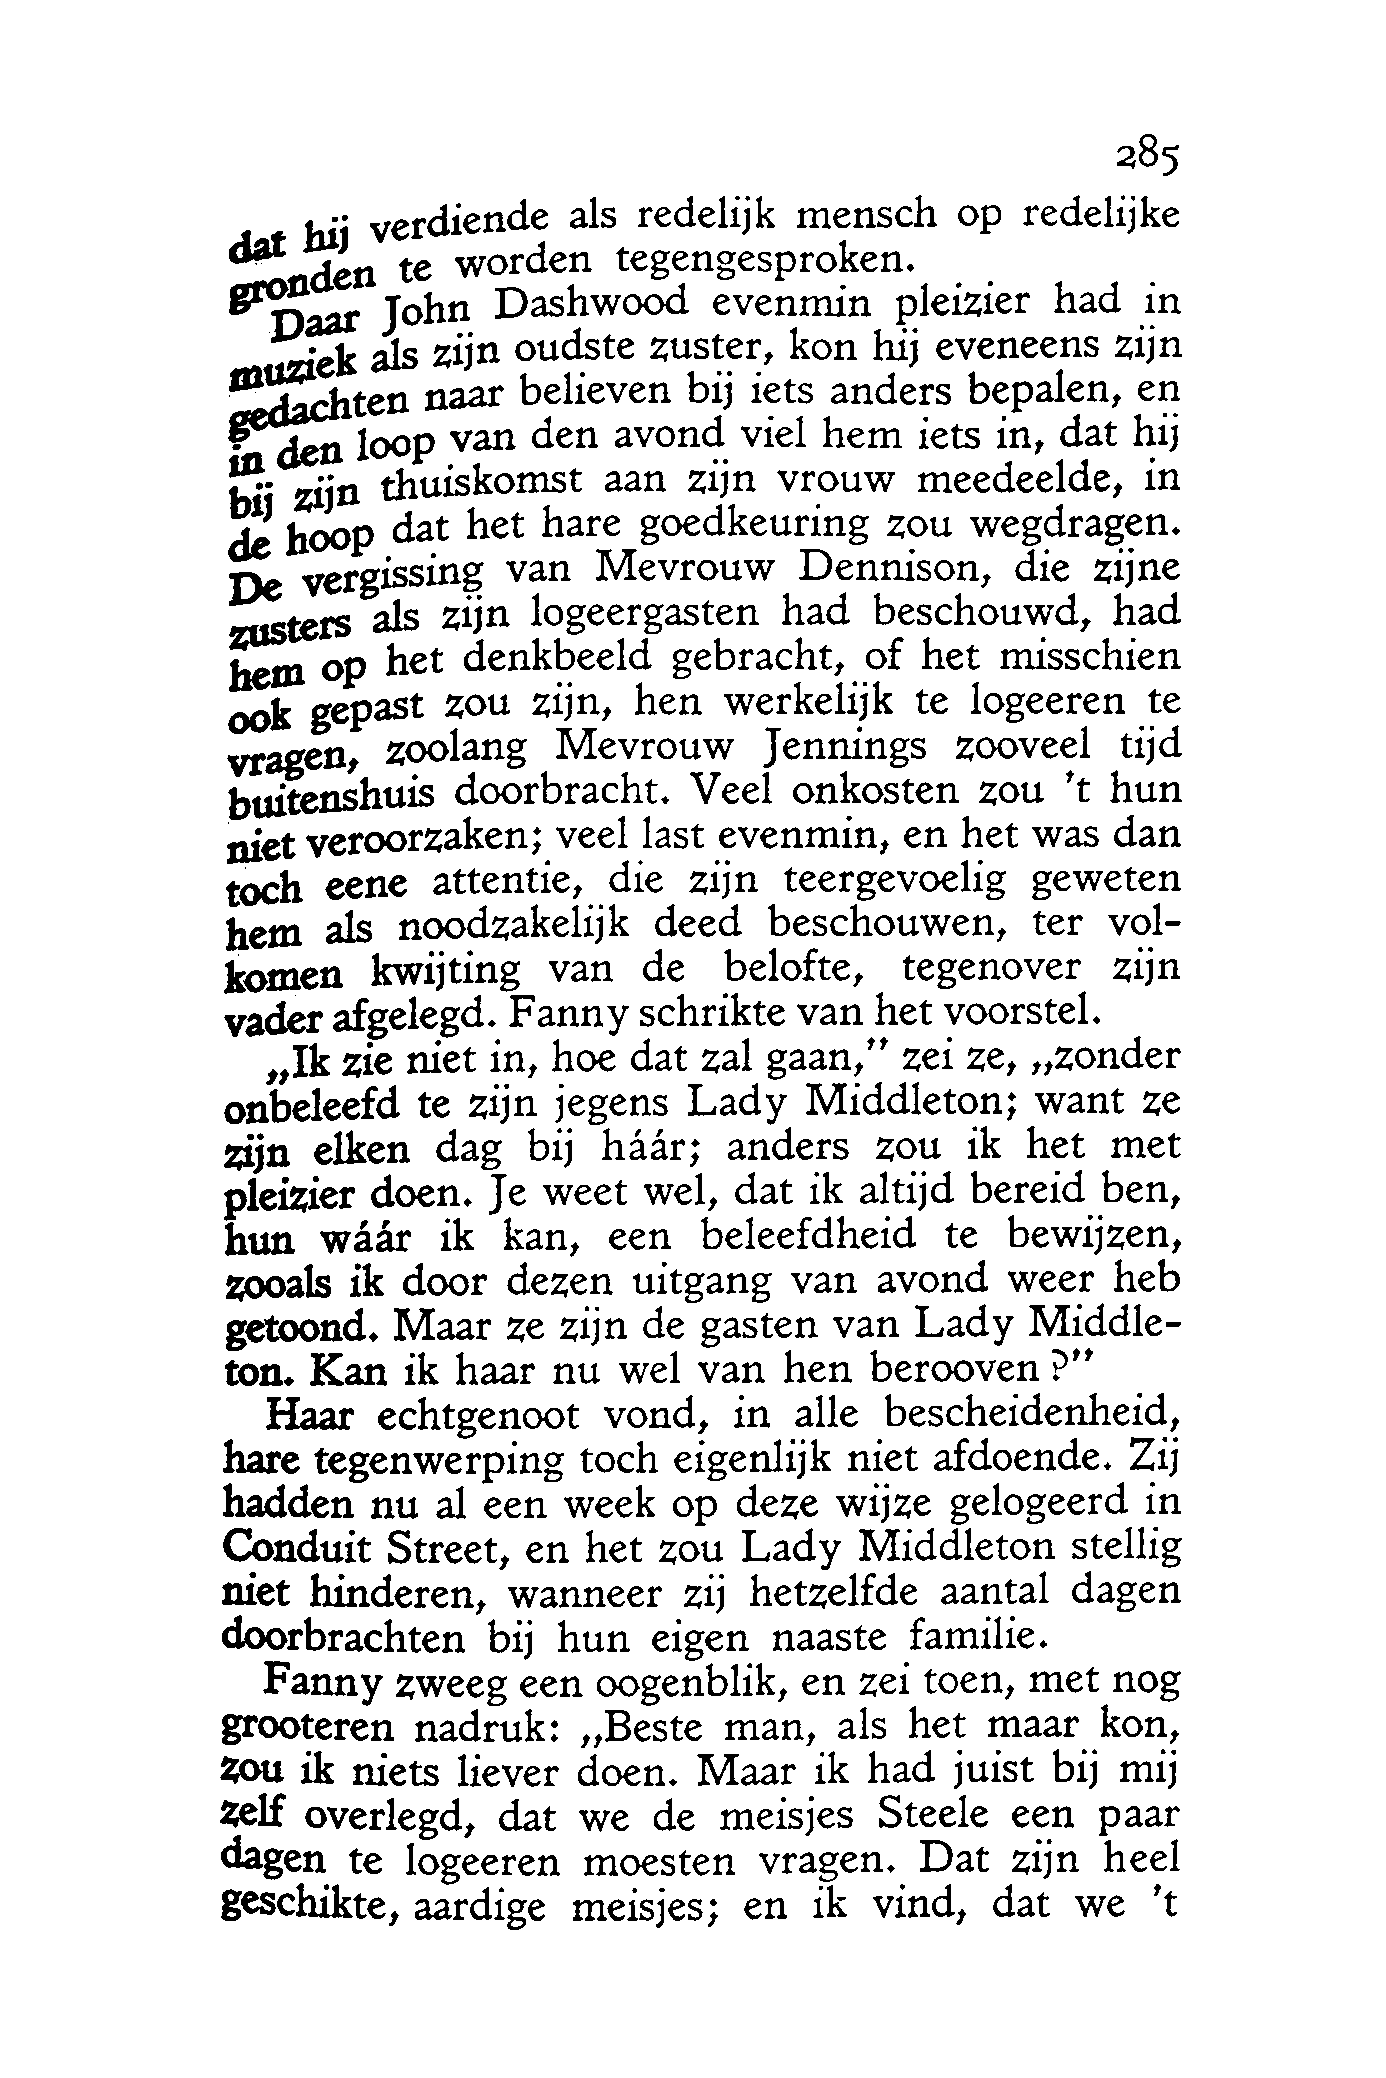 285
dat hij verdiende als redelijk mensch op redelijke
gronden te worden tegengesproken.
Daar John Dashwood evenmin pleizier had in
muziek als zijn oudste zuster, kon hij eveneens zijn
gedachten naar believen bij iets anders bepalen, en
in den loop van den avond viel hem iets in, dat hij
bij zijn thuiskomst aan zijn vrouw meedeelde, in
de hoop dat het hare goedkeuring zou wegdragen.
De vergissing van Mevrouw Dennison, die zijne
zusters als zijn logeergasten had beschouwd, had
hem op het denkbeeld gebracht, of het misschien
ook gepast zou zijn, hen werkelijk te logeeren te
vragen, zoolang Mevrouw Jennings zooveel tijd
buitenshuis doorbracht. Veel onkosten zou 't hun
niet veroorzaken; veel last evenmin, en het was dan
toch eene attentie, die zijn teergevoelig geweten
hem als noodzakelijk deed beschouwen, ter vol-
komen kwijting van de belofte, tegenover zijn
vader afgelegd. Fanny schrikte van het voorstel.
„Ik zie niet in, hoe dat zal gaan,” zei ze, „zonder
onbeleefd te zijn jegens Lady Middleton; want ze
zijn elken dag bij háár; anders zou ik het met
pleizier doen. Je weet wel, dat ik altijd bereid ben,
hun wáár ik kan, een beleefdheid te bewijzen,
zooals ik door dezen uitgang van avond weer heb
getoond. Maar ze zijn de gasten van Lady Middle-
ton. Kan ik haar nu wel van hen berooven?”
Haar echtgenoot vond, in alle bescheidenheid,
hare tegenwerping toch eigenlijk niet afdoende. Zij
hadden nu al een week op deze wijze gelogeerd in
Conduit Street, en het zou Lady Middleton stellig
niet hinderen, wanneer zij hetzelfde aantal dagen
doorbrachten bij hun eigen naaste familie.
Fanny zweeg een oogenblik, en zei toen, met nog
grooteren nadruk: „Beste man, als het maar kon,
zou ik niets liever doen. Maar ik had juist bij mij
zelf overlegd, dat we de meisjes Steele een paar
dagen te logeeren moesten vragen. Dat zijn heel
geschikte, aardige meisjes; en ik vind, dat we 't